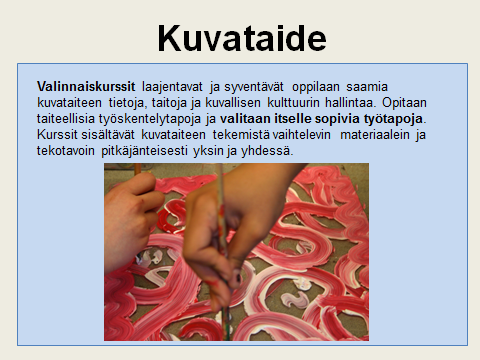 Kuvataide
Valinnaiskurssit laajentavat ja syventävät oppilaan saamia
kuvataiteen tietoja, taitoja ja kuvallisen kulttuurin hallintaa. Opitaan
taiteellisia työskentelytapoja ja valitaan itselle sopivia työtapoja.
Kurssit sisältävät kuvataiteen tekemistä vaihtelevin materiaalein ja
tekotavoin pitkäjänteisesti yksin ja yhdessä.